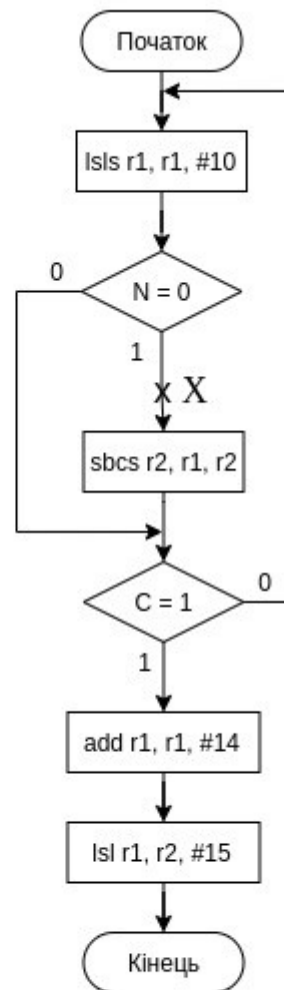 Початок
lsls r1, r1, #10
0
N = 0
1
x X
sbcs r2, r1, r2
C = 1
0
1
add r1, r1, #14
lsl r1, r2, #15
Кінець